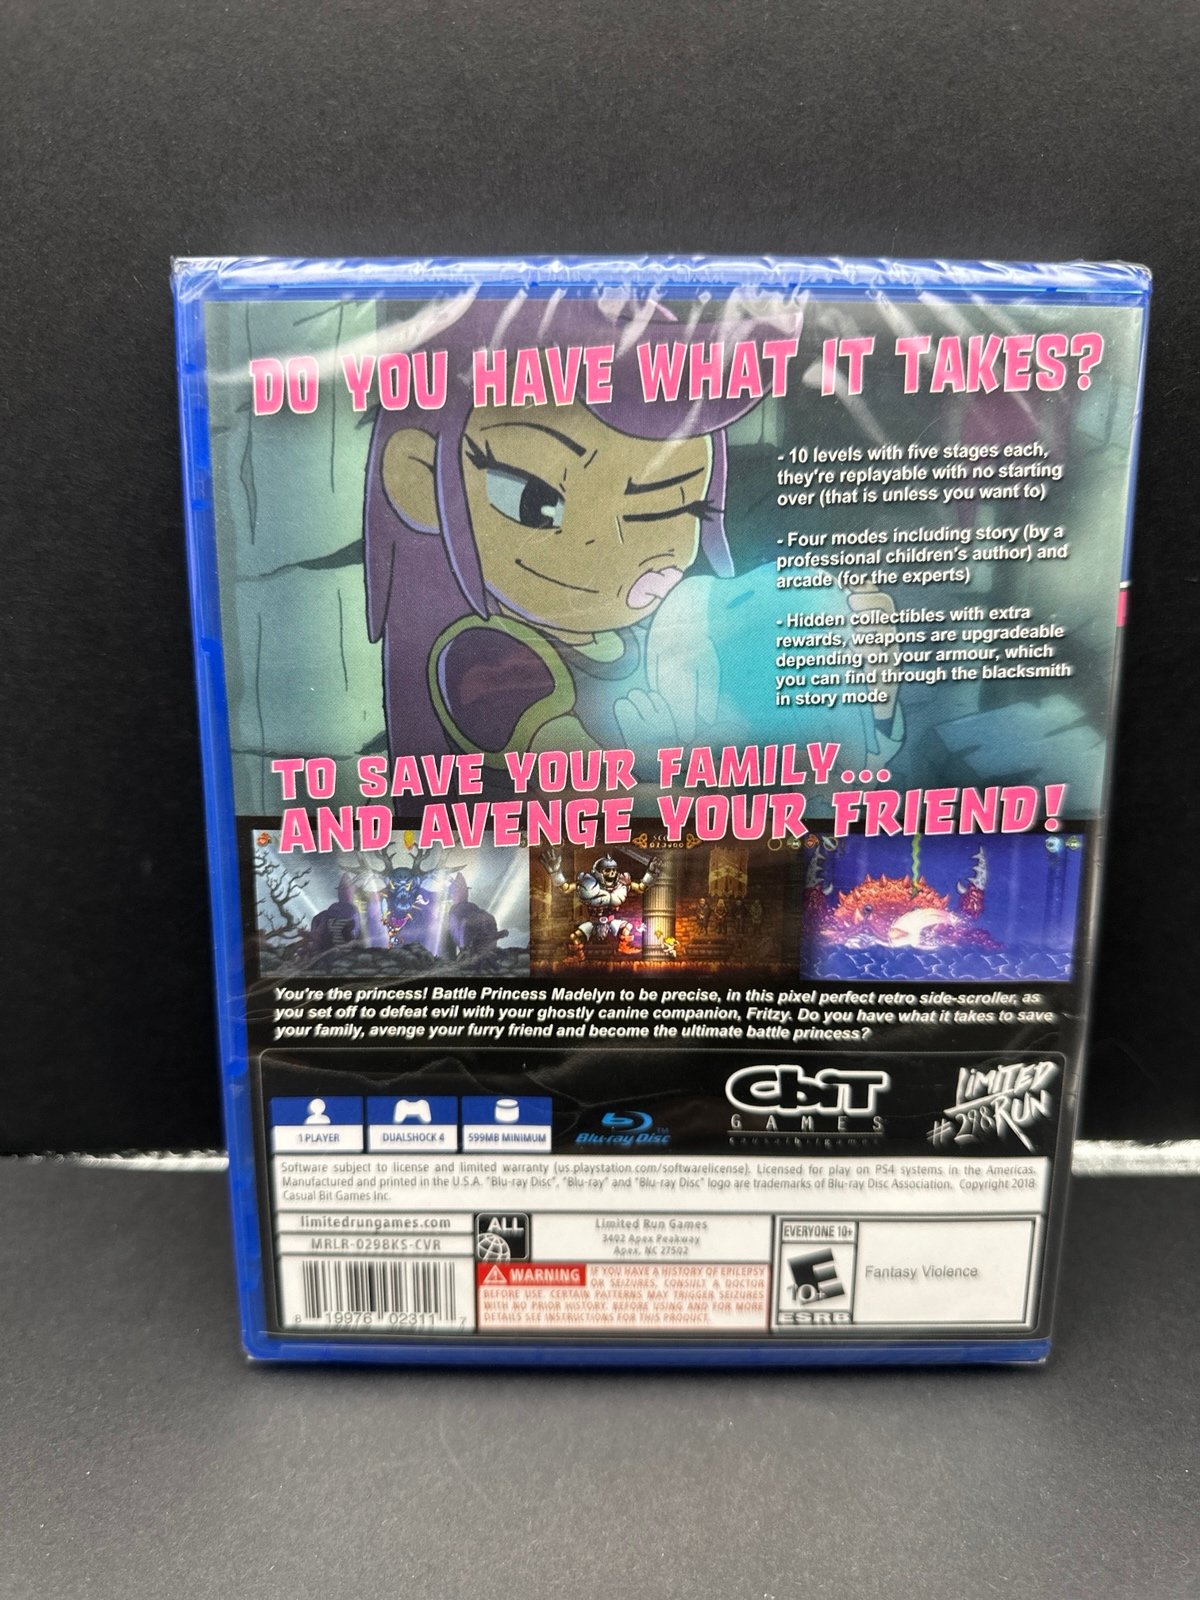 DO YOU HAVE WHAT IT TAKES?
- 10 levels with five stages each,
they're replayable with no starting
over (that is unless you want to)
- Four modes including story (by a
professional children's author) and
arcade (for the experts)
- Hidden collectibles with extra
rewards, weapons are upgradeable
depending on your armour, which
you can find through the blacksmith
in story mode
TO SAVE YOUR FAMILY...
AND AVENGE YOUR FRIEND!
You're the princess! Battle Princess Madelyn to be precise, in this pixel perfect retro side-scroller, as
you set off to defeat evil with your ghostly canine companion, Fritzy. Do you have what it takes to save
your family, avenge your furry friend and become the ultimate battle princess?
1 PLAYER
DUALSHOCK 4
599MB MINIMUM
Blu-ray Disc™
CbiT
GAMES
causalbitgames
LiMiTED
RUN
#298
Software subject to license and limited warranty (us.playstation.com/softwarelicense). Licensed for play on PS4 systems in the Americas.
Manufactured and printed in the U.S.A. "Blu-ray Disc", "Blu-ray" and "Blu-ray Disc" logo are trademarks of Blu-ray Disc Association. Copyright 2018
Casual Bit Games Inc.
limitedrungames.com
MRLR-0298KS-CVR
8 19976 02311 7
ALL
Limited Run Games
3402 Apex Peakway
Apex, NC 27502
WARNING
IF YOU HAVE A HISTORY OF EPILEPSY
OR SEIZURES, CONSULT A DOCTOR
BEFORE USE. CERTAIN PATTERNS MAY TRIGGER SEIZURES
WITH NO PRIOR HISTORY. BEFORE USING AND FOR MORE
DETAILS SEE INSTRUCTIONS FOR THIS PRODUCT.
EVERYONE 10+
E
10+
ESRB
Fantasy Violence